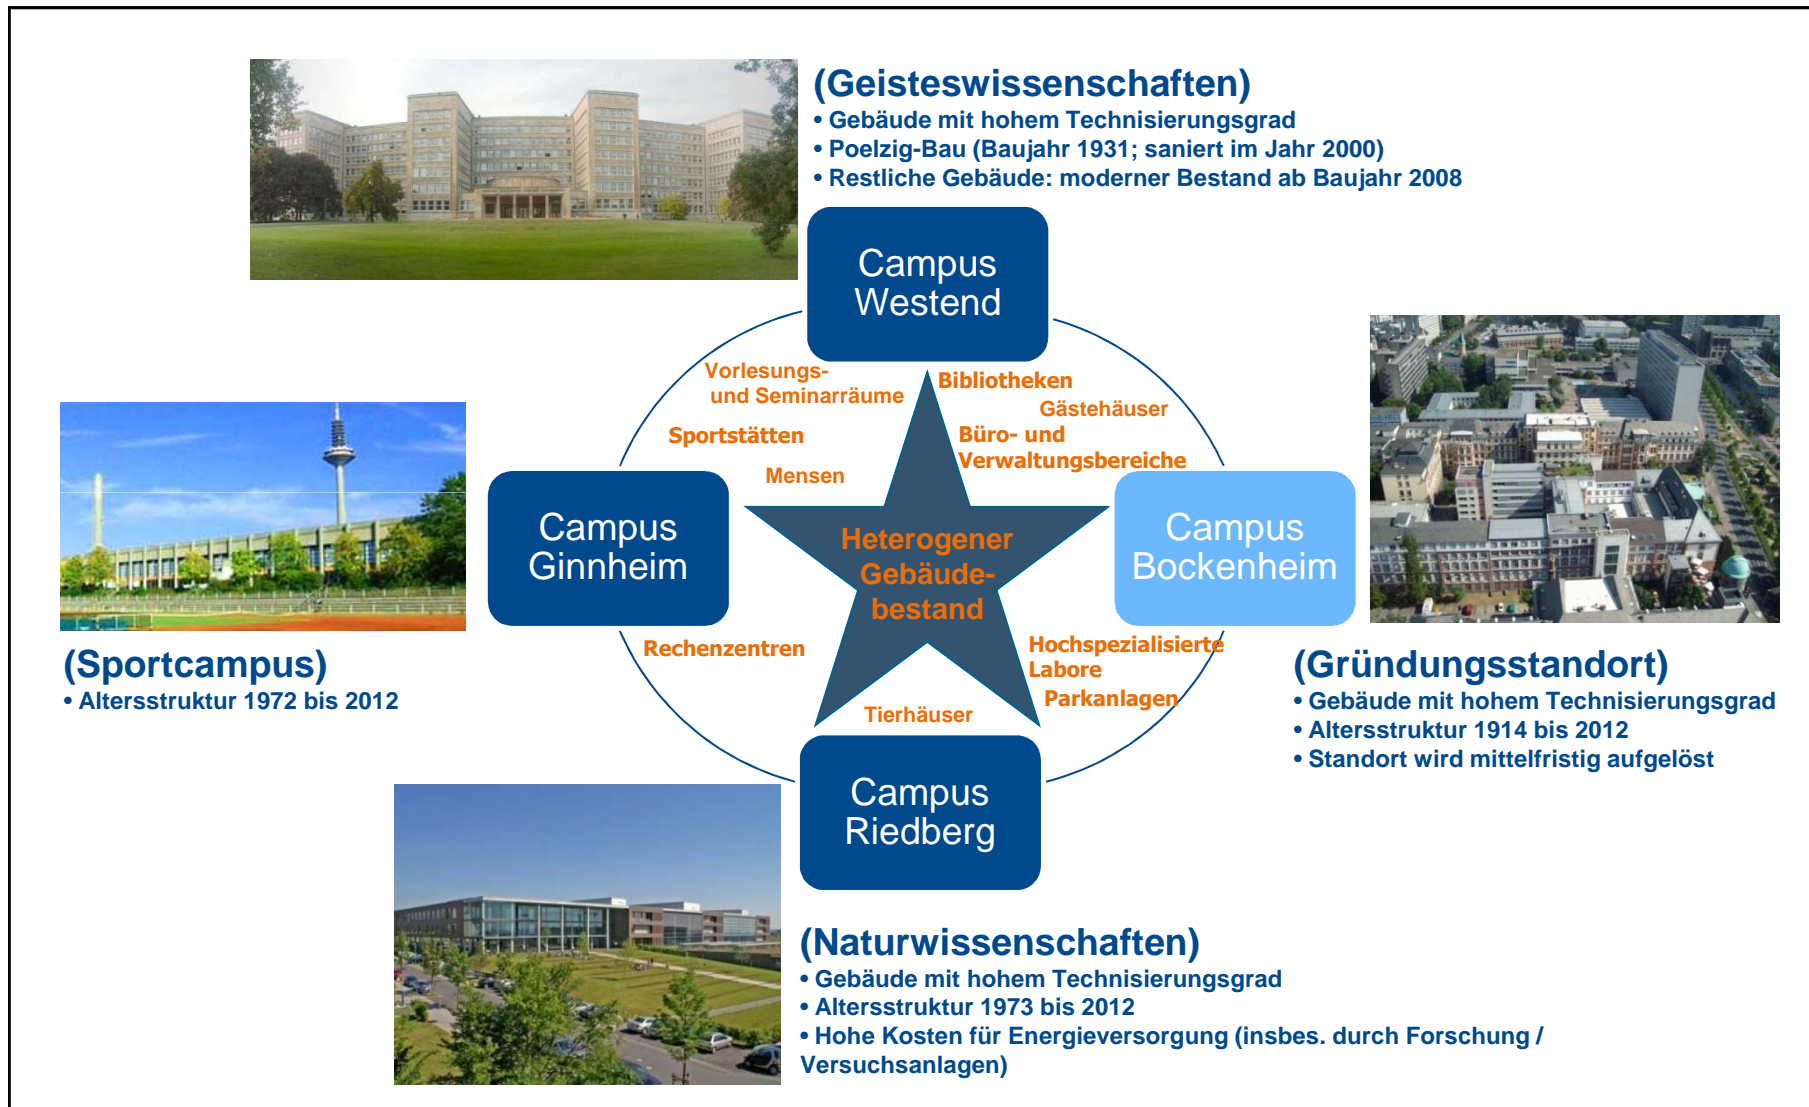 (Geisteswissenschaften)
• Gebäude mit hohem Technisierungsgrad
• Poelzig-Bau (Baujahr 1931; saniert im Jahr 2000)
• Restliche Gebäude: moderner Bestand ab Baujahr 2008
Campus
Westend
Vorlesungs-
und Seminarräume
Sportstätten
Mensen
Bibliotheken
Gästehäuser
Büro- und
Verwaltungsbereiche
Campus
Ginnheim
Heterogener
Gebäude-
bestand
Campus
Bockenheim
Rechenzentren
Hochspezialisierte
Labore
Parkanlagen
Tierhäuser
(Sportcampus)
• Altersstruktur 1972 bis 2012
(Gründungsstandort)
• Gebäude mit hohem Technisierungsgrad
• Altersstruktur 1914 bis 2012
• Standort wird mittelfristig aufgelöst
Campus
Riedberg
(Naturwissenschaften)
• Gebäude mit hohem Technisierungsgrad
• Altersstruktur 1973 bis 2012
• Hohe Kosten für Energieversorgung (insbes. durch Forschung /
Versuchsanlagen)